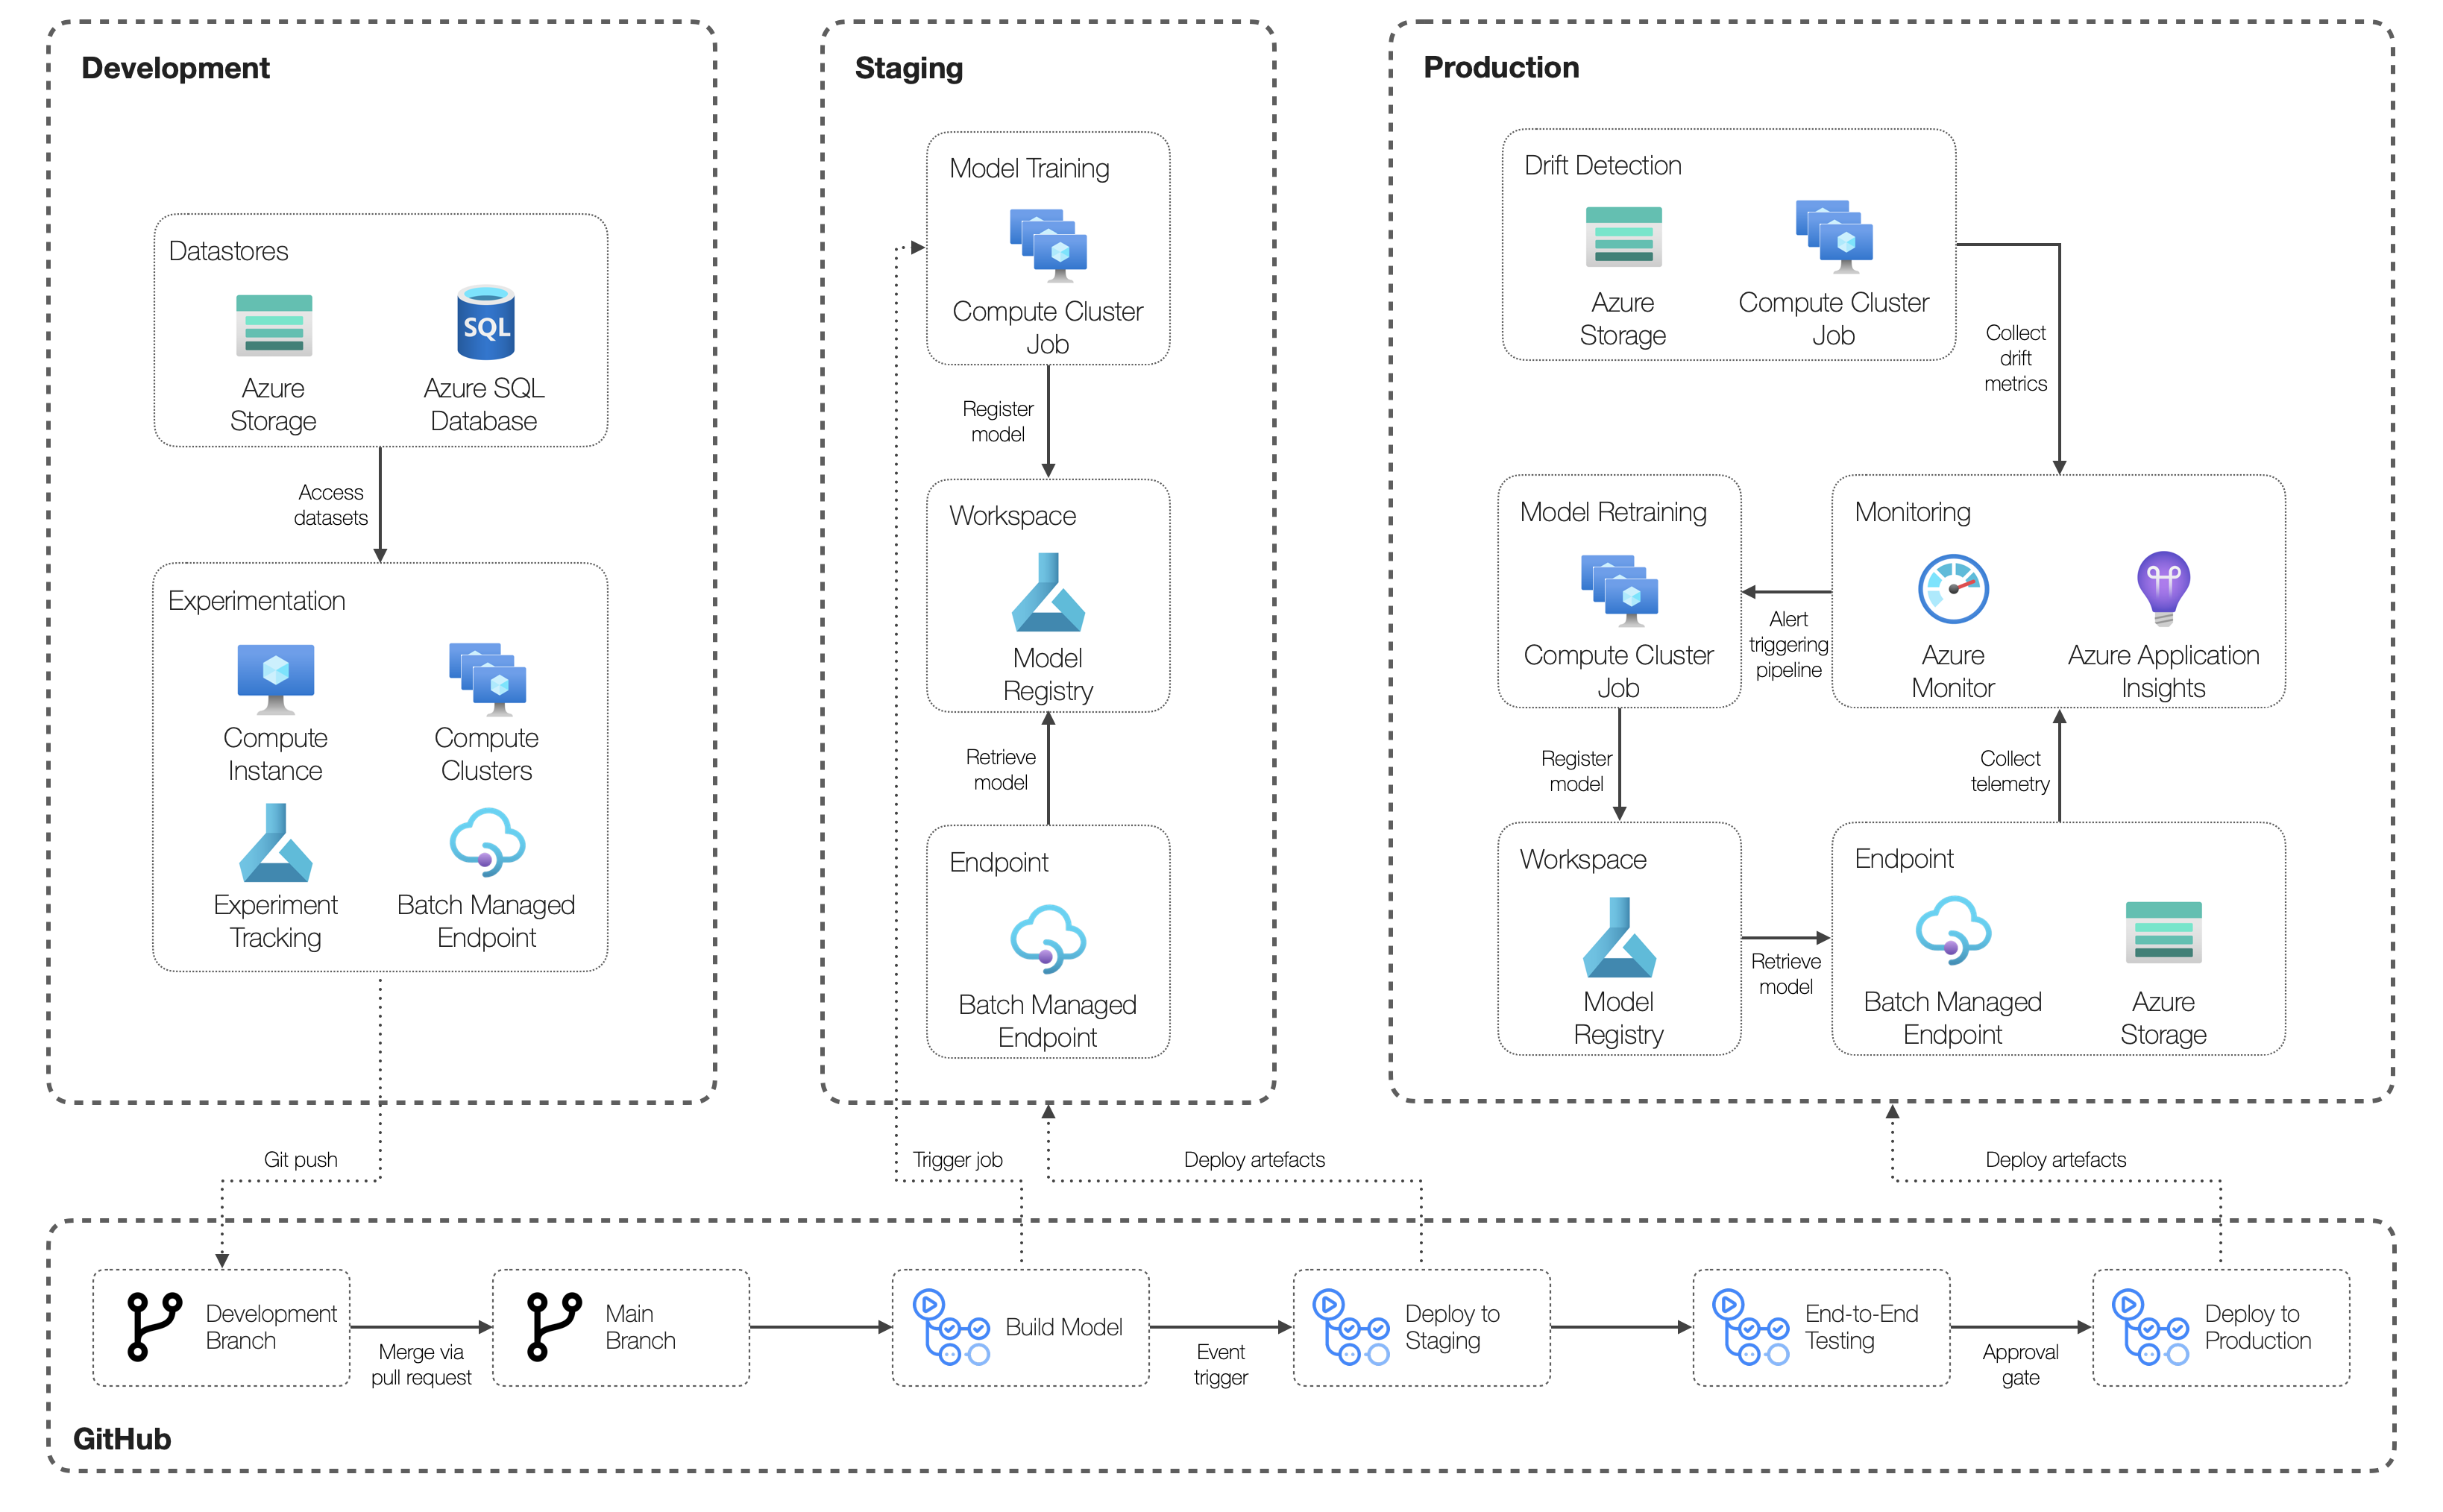 Development
Datastores
Azure
Storage
Azure SQL
Database
SQL
Access
datasets
Experimentation
Compute
Instance
Compute
Clusters
Experiment
Tracking
Batch Managed
Endpoint
Git push
Staging
Model Training
Compute Cluster
Job
Register
model
Workspace
Model
Registry
Retrieve
model
Endpoint
Batch Managed
Endpoint
Trigger job
Deploy artefacts
Production
Drift Detection
Azure
Storage
Compute Cluster
Job
Collect
drift
metrics
Model Retraining
Compute Cluster
Job
Alert
triggering
pipeline
Monitoring
Azure
Monitor
Azure Application
Insights
Register
model
Collect
telemetry
Workspace
Model
Registry
Retrieve
model
Endpoint
Batch Managed
Endpoint
Azure
Storage
Deploy artefacts
Development
Branch
Merge via
pull request
Main
Branch
Build Model
Event
trigger
Deploy to
Staging
End-to-End
Testing
Approval
gate
Deploy to
Production
GitHub